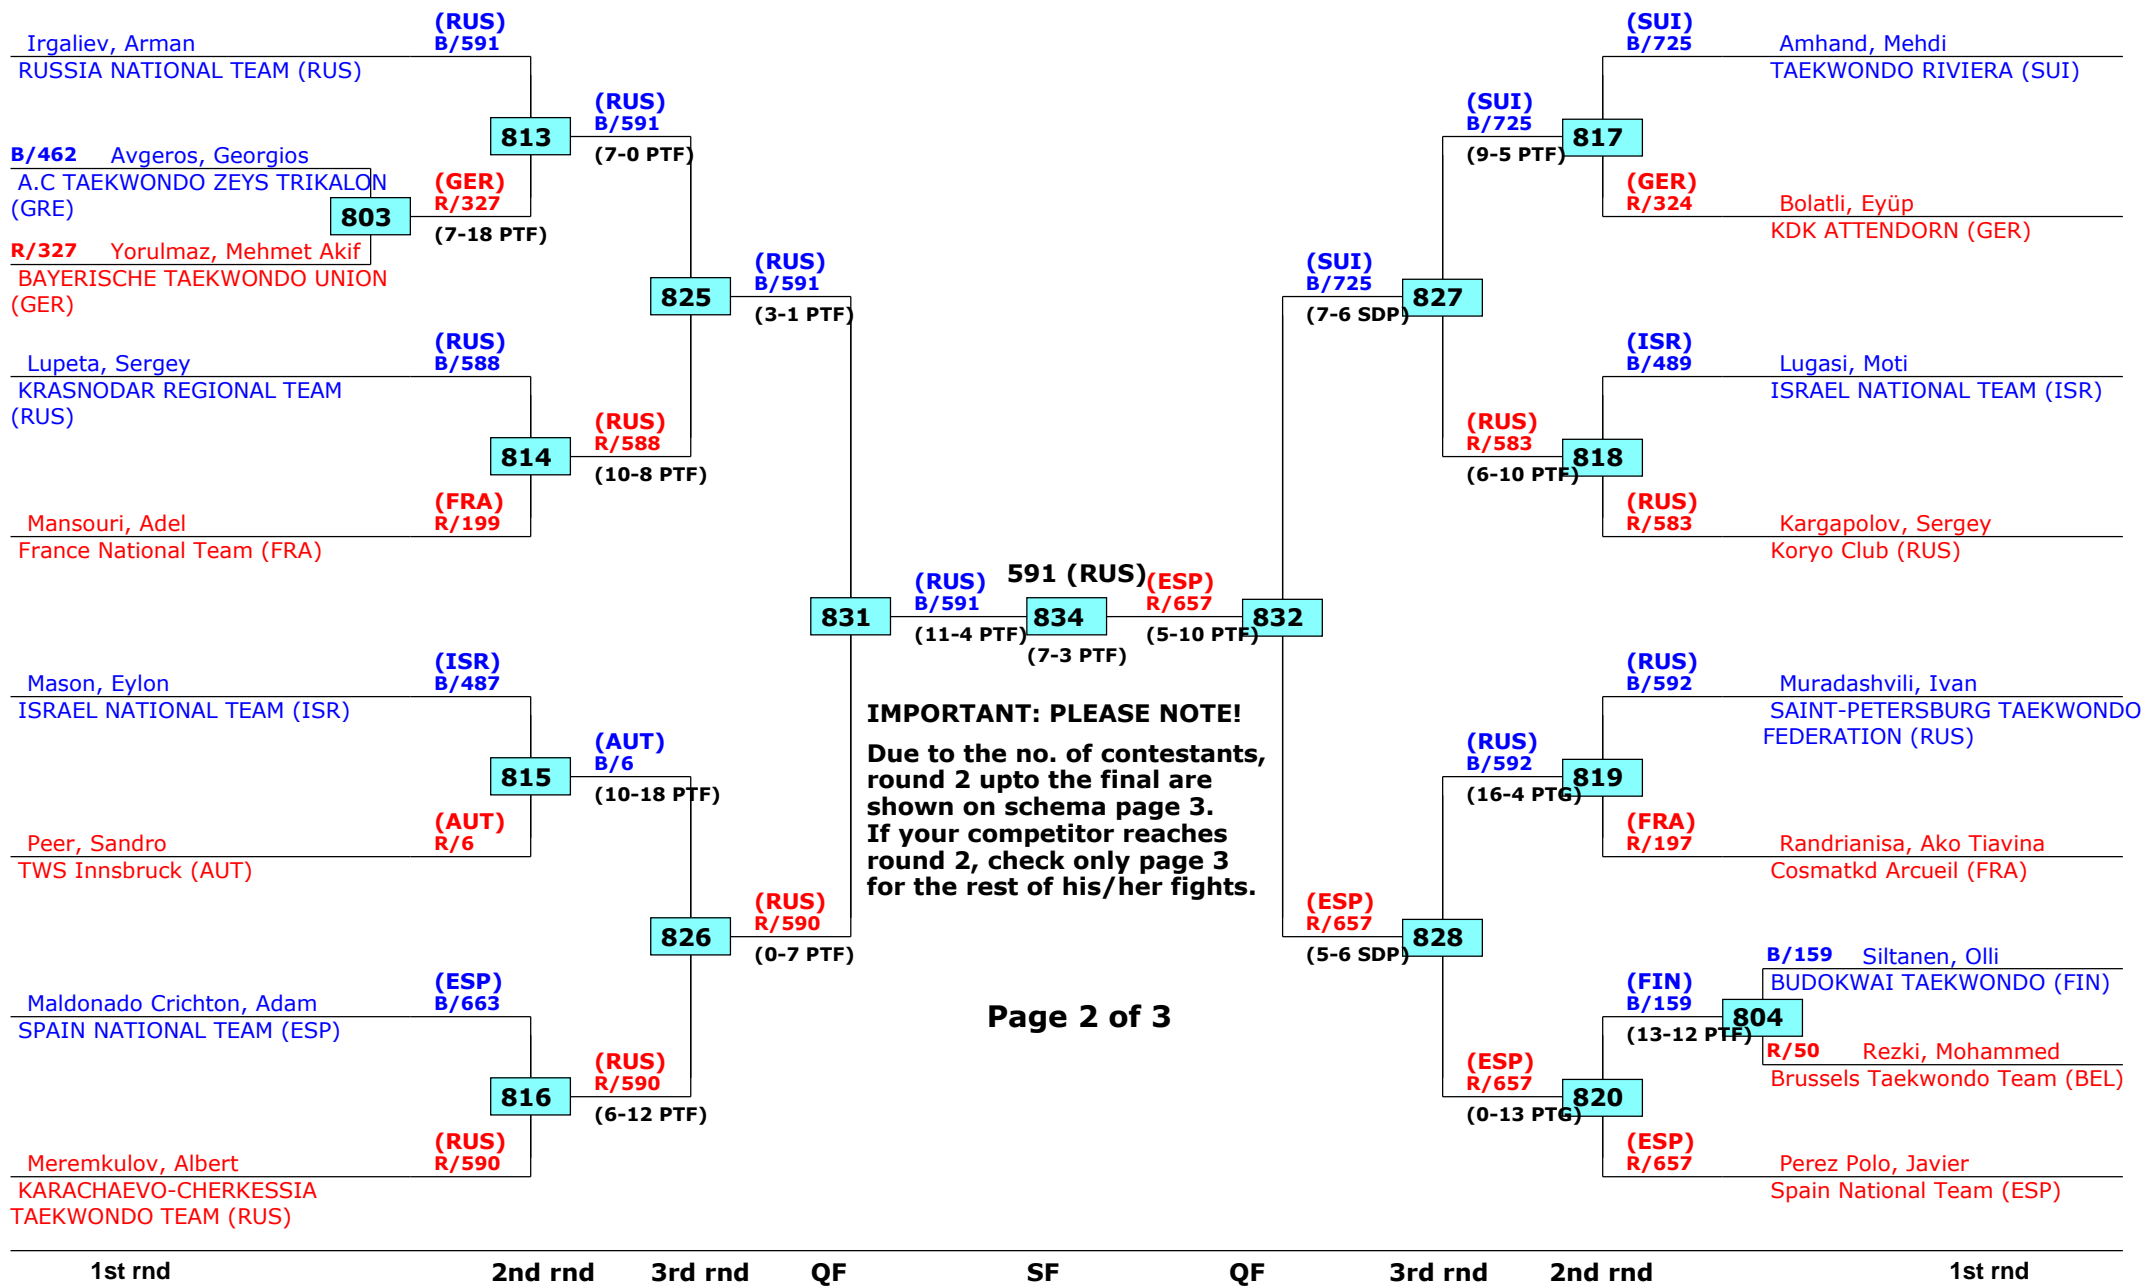 (RUS)
B/591
Irgaliev, Arman
RUSSIA NATIONAL TEAM (RUS)
813
(RUS)
B/591
(7-0 PTF)
B/462 Avgeros, Georgios
A.C TAEKWONDO ZEYS TRIKALON
(GRE)
803
(GER)
R/327
(7-18 PTF)
R/327 Yorulmaz, Mehmet Akif
BAYERISCHE TAEKWONDO UNION
(GER)
825
(RUS)
B/591
(3-1 PTF)
(RUS)
B/588
Lupeta, Sergey
KRASNODAR REGIONAL TEAM
(RUS)
814
(RUS)
R/588
(10-8 PTF)
(FRA)
R/199
Mansouri, Adel
France National Team (FRA)
831
(RUS)
B/591
(11-4 PTF)
591 (RUS)
834
(7-3 PTF)
(ESP)
R/657
(5-10 PTF)
832
(ISR)
B/487
Mason, Eylon
ISRAEL NATIONAL TEAM (ISR)
815
(AUT)
B/6
(10-18 PTF)
(AUT)
R/6
Peer, Sandro
TWS Innsbruck (AUT)
826
(RUS)
R/590
(0-7 PTF)
(ESP)
B/663
Maldonado Crichton, Adam
SPAIN NATIONAL TEAM (ESP)
816
(RUS)
R/590
(6-12 PTF)
(RUS)
R/590
Meremkulov, Albert
KARACHAEVO-CHERKESSIA
TAEKWONDO TEAM (RUS)
IMPORTANT: PLEASE NOTE!
Due to the no. of contestants,
round 2 upto the final are
shown on schema page 3.
If your competitor reaches
round 2, check only page 3
for the rest of his/her fights.
Page 2 of 3
(SUI)
B/725
Amhand, Mehdi
TAEKWONDO RIVIERA (SUI)
(SUI)
B/725
(9-5 PTF)
817
(GER)
R/324
Bolatli, Eyüp
KDK ATTENDORN (GER)
(SUI)
B/725
(7-6 SDP)
827
(ISR)
B/489
Lugasi, Moti
ISRAEL NATIONAL TEAM (ISR)
(RUS)
R/583
(6-10 PTF)
818
(RUS)
R/583
Kargapolov, Sergey
Koryo Club (RUS)
(RUS)
B/592
Muradashvili, Ivan
SAINT-PETERSBURG TAEKWONDO
FEDERATION (RUS)
(RUS)
B/592
(16-4 PTG)
819
(FRA)
R/197
Randrianisa, Ako Tiavina
Cosmatkd Arcueil (FRA)
(ESP)
R/657
(5-6 SDP)
828
B/159 Siltanen, Olli
BUDOKWAI TAEKWONDO (FIN)
(FIN)
B/159
(13-12 PTF)
804
R/50 Rezki, Mohammed
Brussels Taekwondo Team (BEL)
(ESP)
R/657
(0-13 PTG)
820
(ESP)
R/657
Perez Polo, Javier
Spain National Team (ESP)
1st rnd 2nd rnd 3rd rnd QF SF QF 3rd rnd 2nd rnd 1st rnd